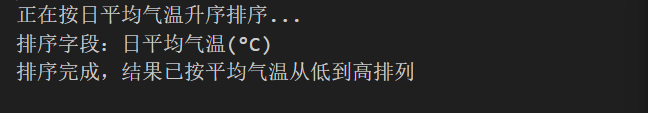 正在按日平均气温升序排序...
排序字段：日平均气温(°C)
排序完成，结果已按平均气温从低到高排列